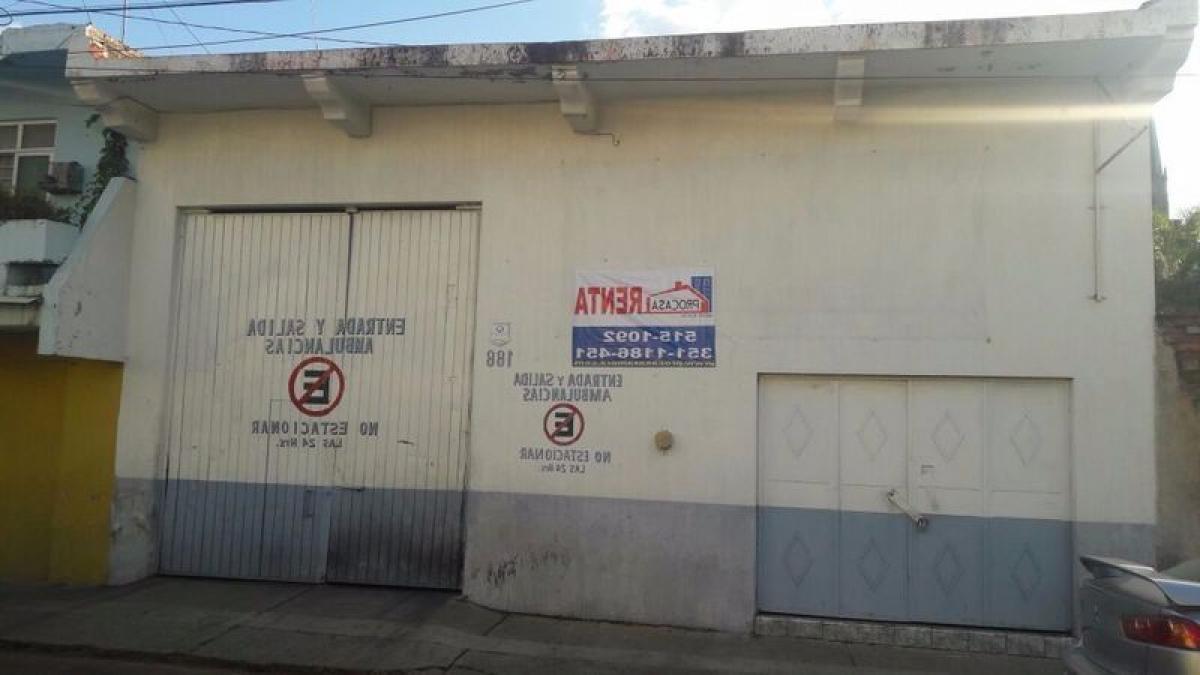 ENTRADA Y SALIDA
AMBULANCIAS
E
NO ESTACIONAR
LAS 24 Hrs.
188
PROCASA RENTA
515-1092
351-1186-451
ENTRADA Y SALIDA
AMBULANCIAS
E
NO ESTACIONAR
LAS 24 Hrs.